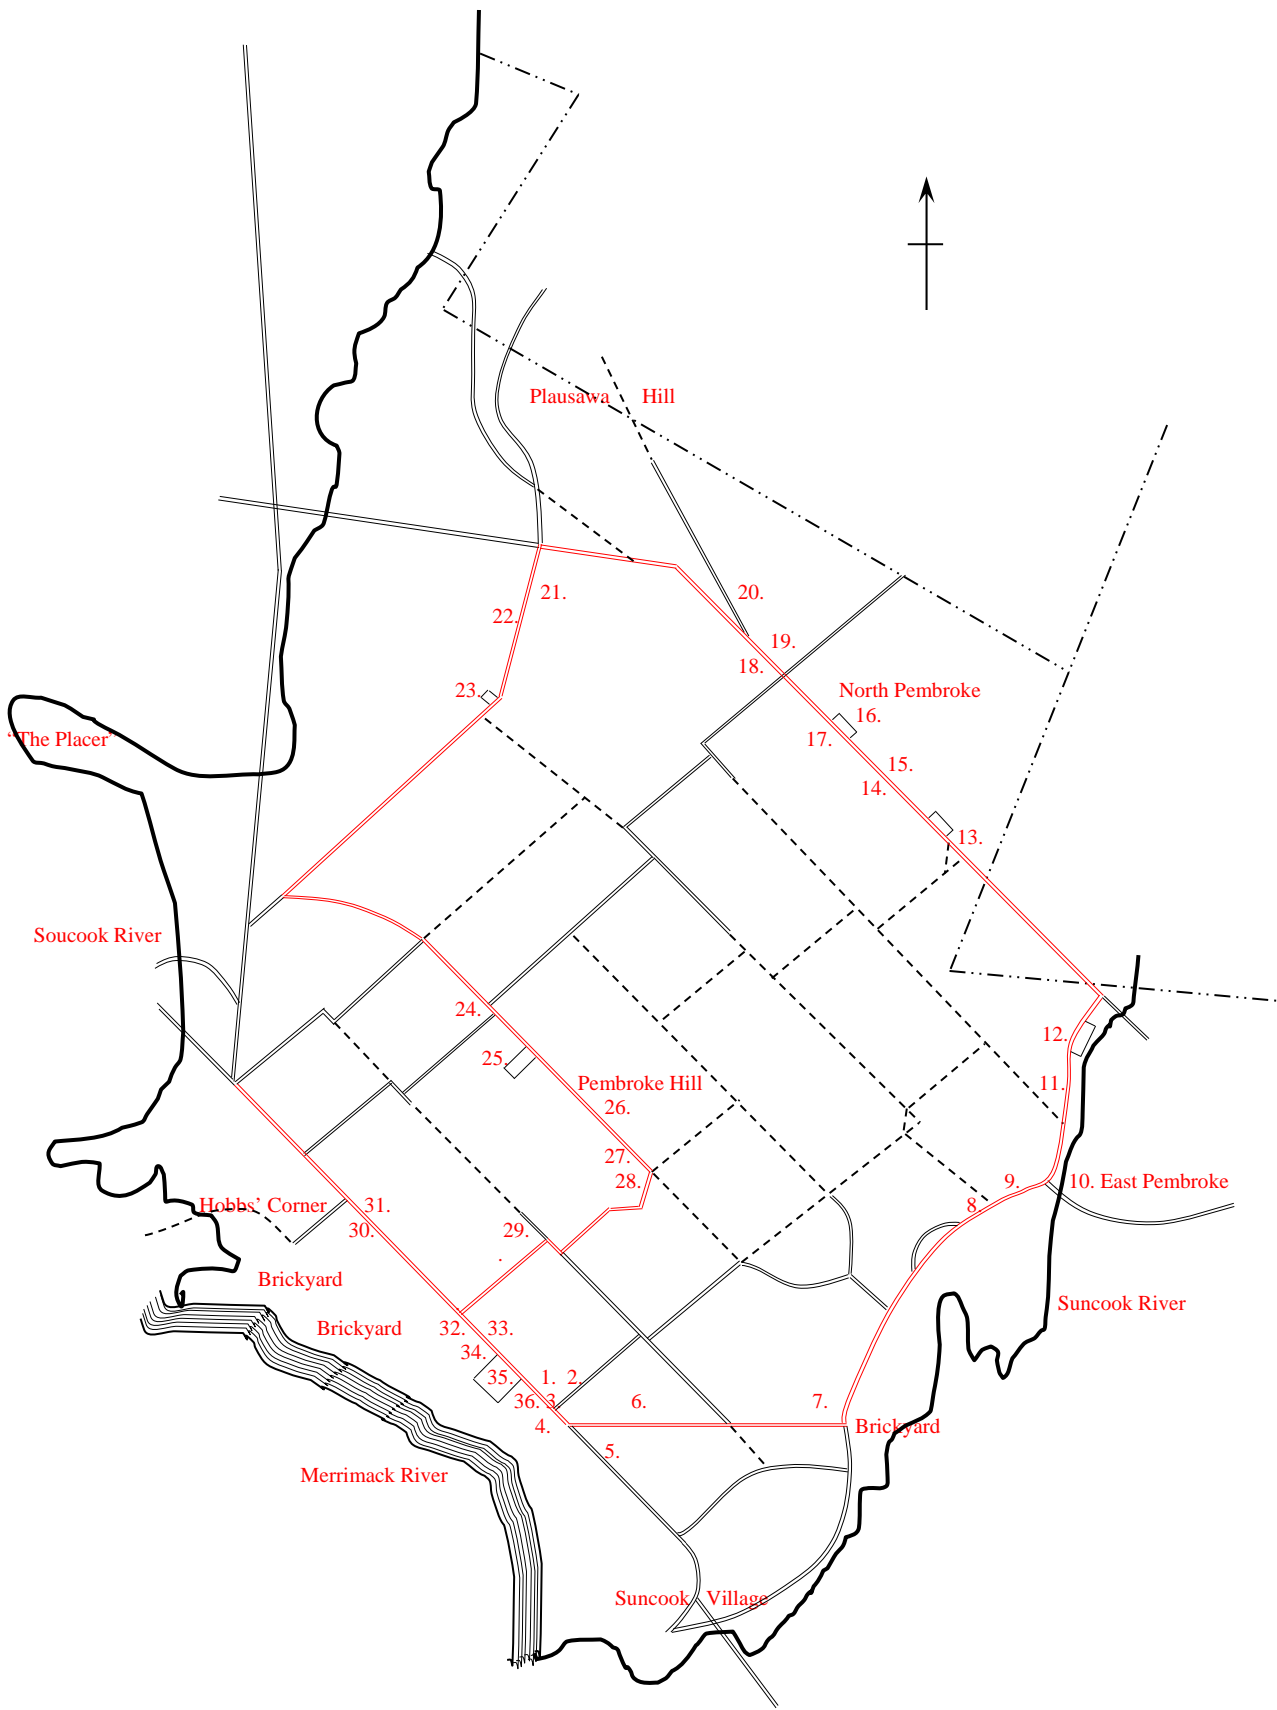 Plausawa Hill
20.
21.
22.
19.
18.
23.
North Pembroke
16.
17.
"The Placer"
15.
14.
13.
Soucook River
24.
12.
25.
Pembroke Hill
11.
26.
27.
28.
9.
10. East Pembroke
Hobbs' Corner
31.
8.
30.
29.
.
Brickyard
Suncook River
Brickyard
32.
33.
34.
35.
1. 2.
36.
3.
6.
7.
4.
Brickyard
5.
Merrimack River
Suncook Village